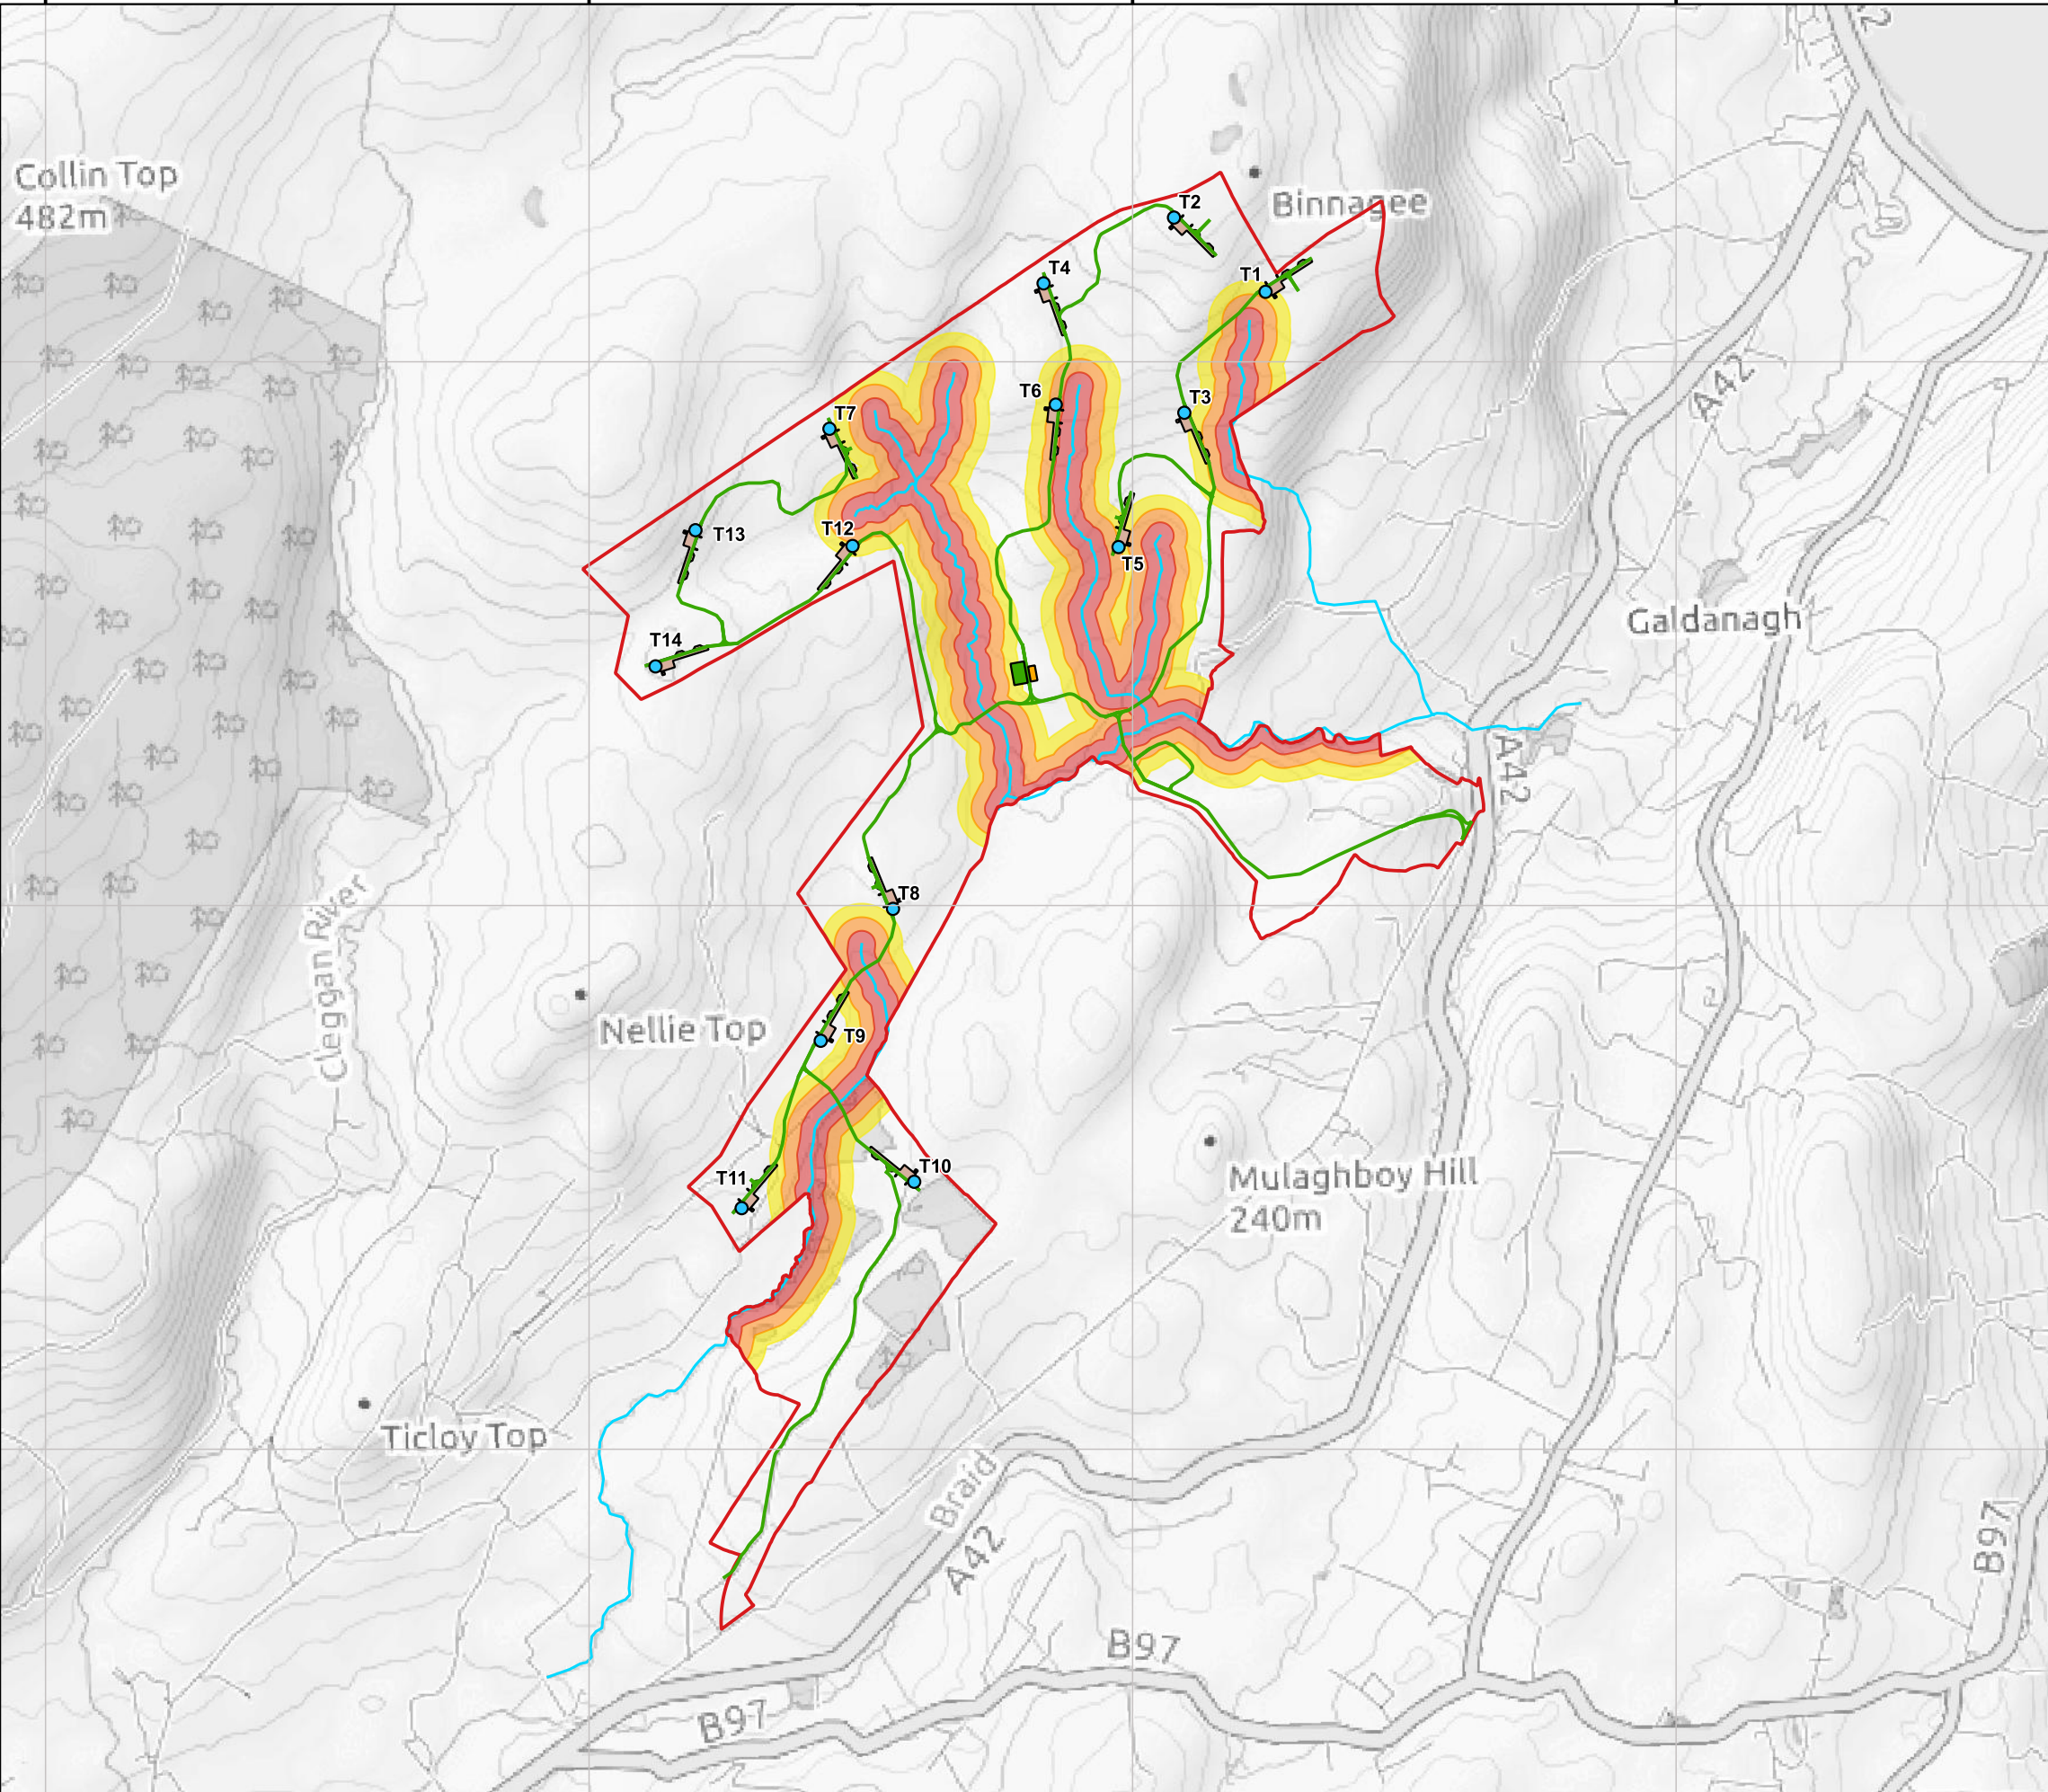 Collin Top
482m
T2
Binnagee
T4
T1
A42
T6
T3
T7
T13
T12
T5
T14
Galdanagh
A42
T8
Cleggan River
Nellie Top
T9
T11
T10
Mulaghboy Hill
240m
Ticloy Top
Braid
A42
B97
B97
B97